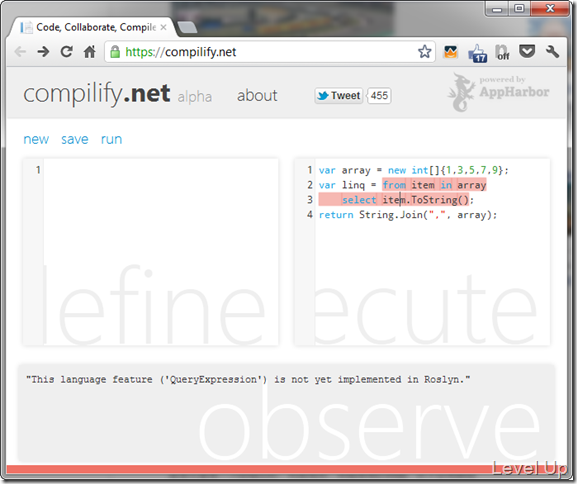 Code, Collaborate, Compile
https://compilify.net
17
off
compilify.net alpha
about
Tweet
455
powered by
AppHarbor
new save run
1
1 var array = new int[]{1,3,5,7,9};
2 var linq = from item in array
3 select item.ToString();
4 return String.Join(",", array);
efine
ecute
"This language feature ('QueryExpression') is not yet implemented in Roslyn."
observe
Level Up